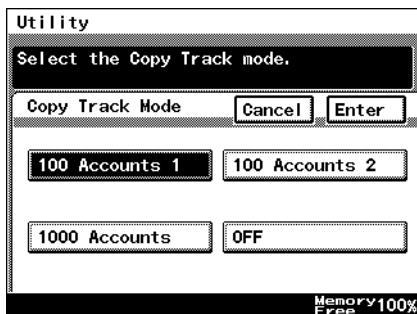 Utility
Select the Copy Track mode.
Copy Track Mode Cancel Enter
100 Accounts 1 100 Accounts 2
1000 Accounts OFF
Memory Free 100%